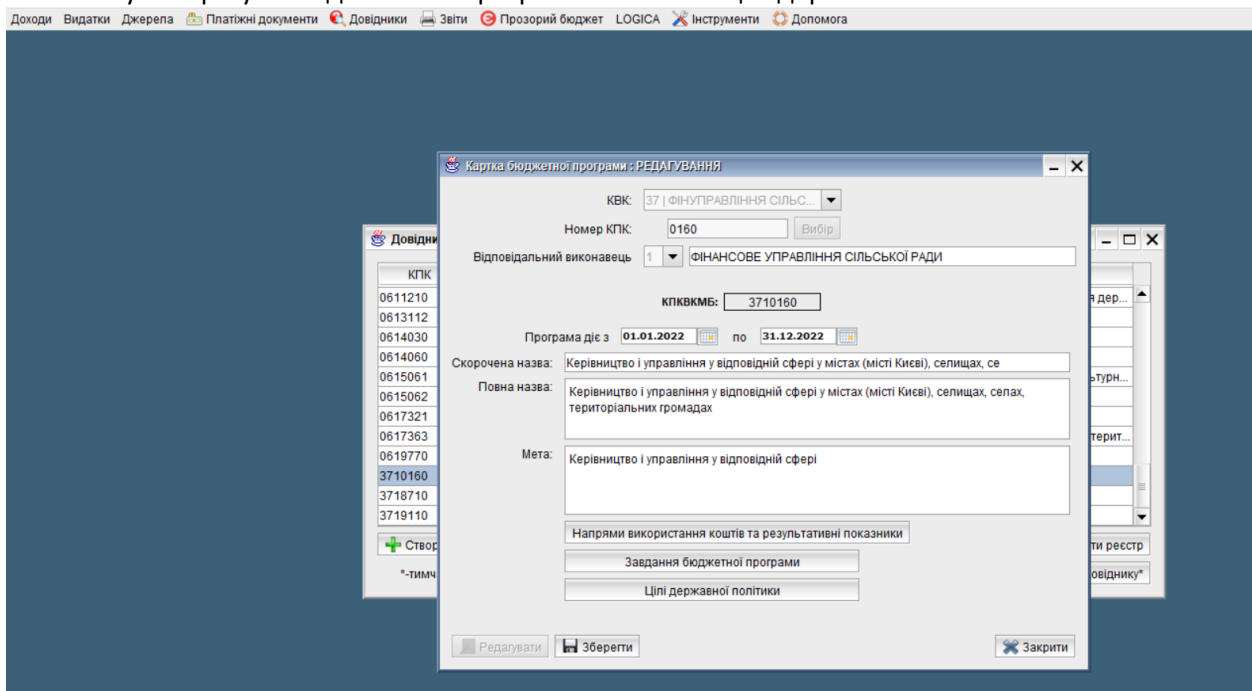 Доходи Видатки Джерела Платіжні документи Довідники Звіти Прозорий бюджет LOGICA Інструменти Допомога
Картка бюджетної програми : РЕДАГУВАННЯ
КВК: 37 | ФІНУПРАВЛІННЯ СІЛЬС...
Номер КПК: 0160 Вибір
Відповідальний виконавець 1 ФІНАНСОВЕ УПРАВЛІННЯ СІЛЬСЬКОЇ РАДИ
КПКВКМБ: 3710160
Програма діє з 01.01.2022 по 31.12.2022
Скорочена назва: Керівництво і управління у відповідній сфері у містах (місті Києві), селищах, се
Повна назва: Керівництво і управління у відповідній сфері у містах (місті Києві), селищах, селах,
територіальних громадах
Мета: Керівництво і управління у відповідній сфері
Напрями використання коштів та результативні показники
Завдання бюджетної програми
Цілі державної політики
Редагувати Зберегти Закрити
Довідни
КПК
0611210 я дер...
0613112
0614030
0614060
0615061 ьтурн...
0615062
0617321
0617363 терит...
0619770
3710160
3718710
3719110
Створ ти реєстр
*-тимч овіднику*